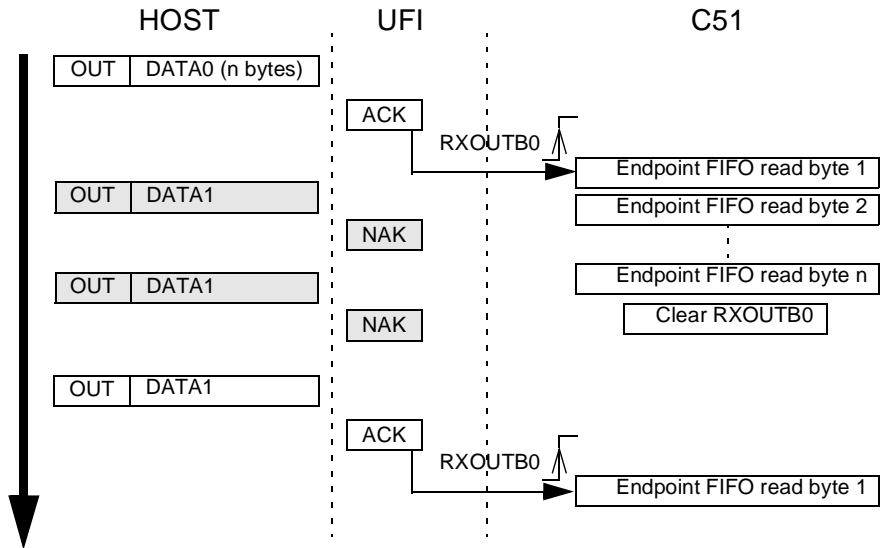 HOST UFI C51
OUT DATA0 (n bytes)
ACK
RXOUTB0
Endpoint FIFO read byte 1
OUT DATA1
Endpoint FIFO read byte 2
NAK
OUT DATA1
Endpoint FIFO read byte n
NAK
Clear RXOUTB0
OUT DATA1
ACK
RXOUTB0
Endpoint FIFO read byte 1